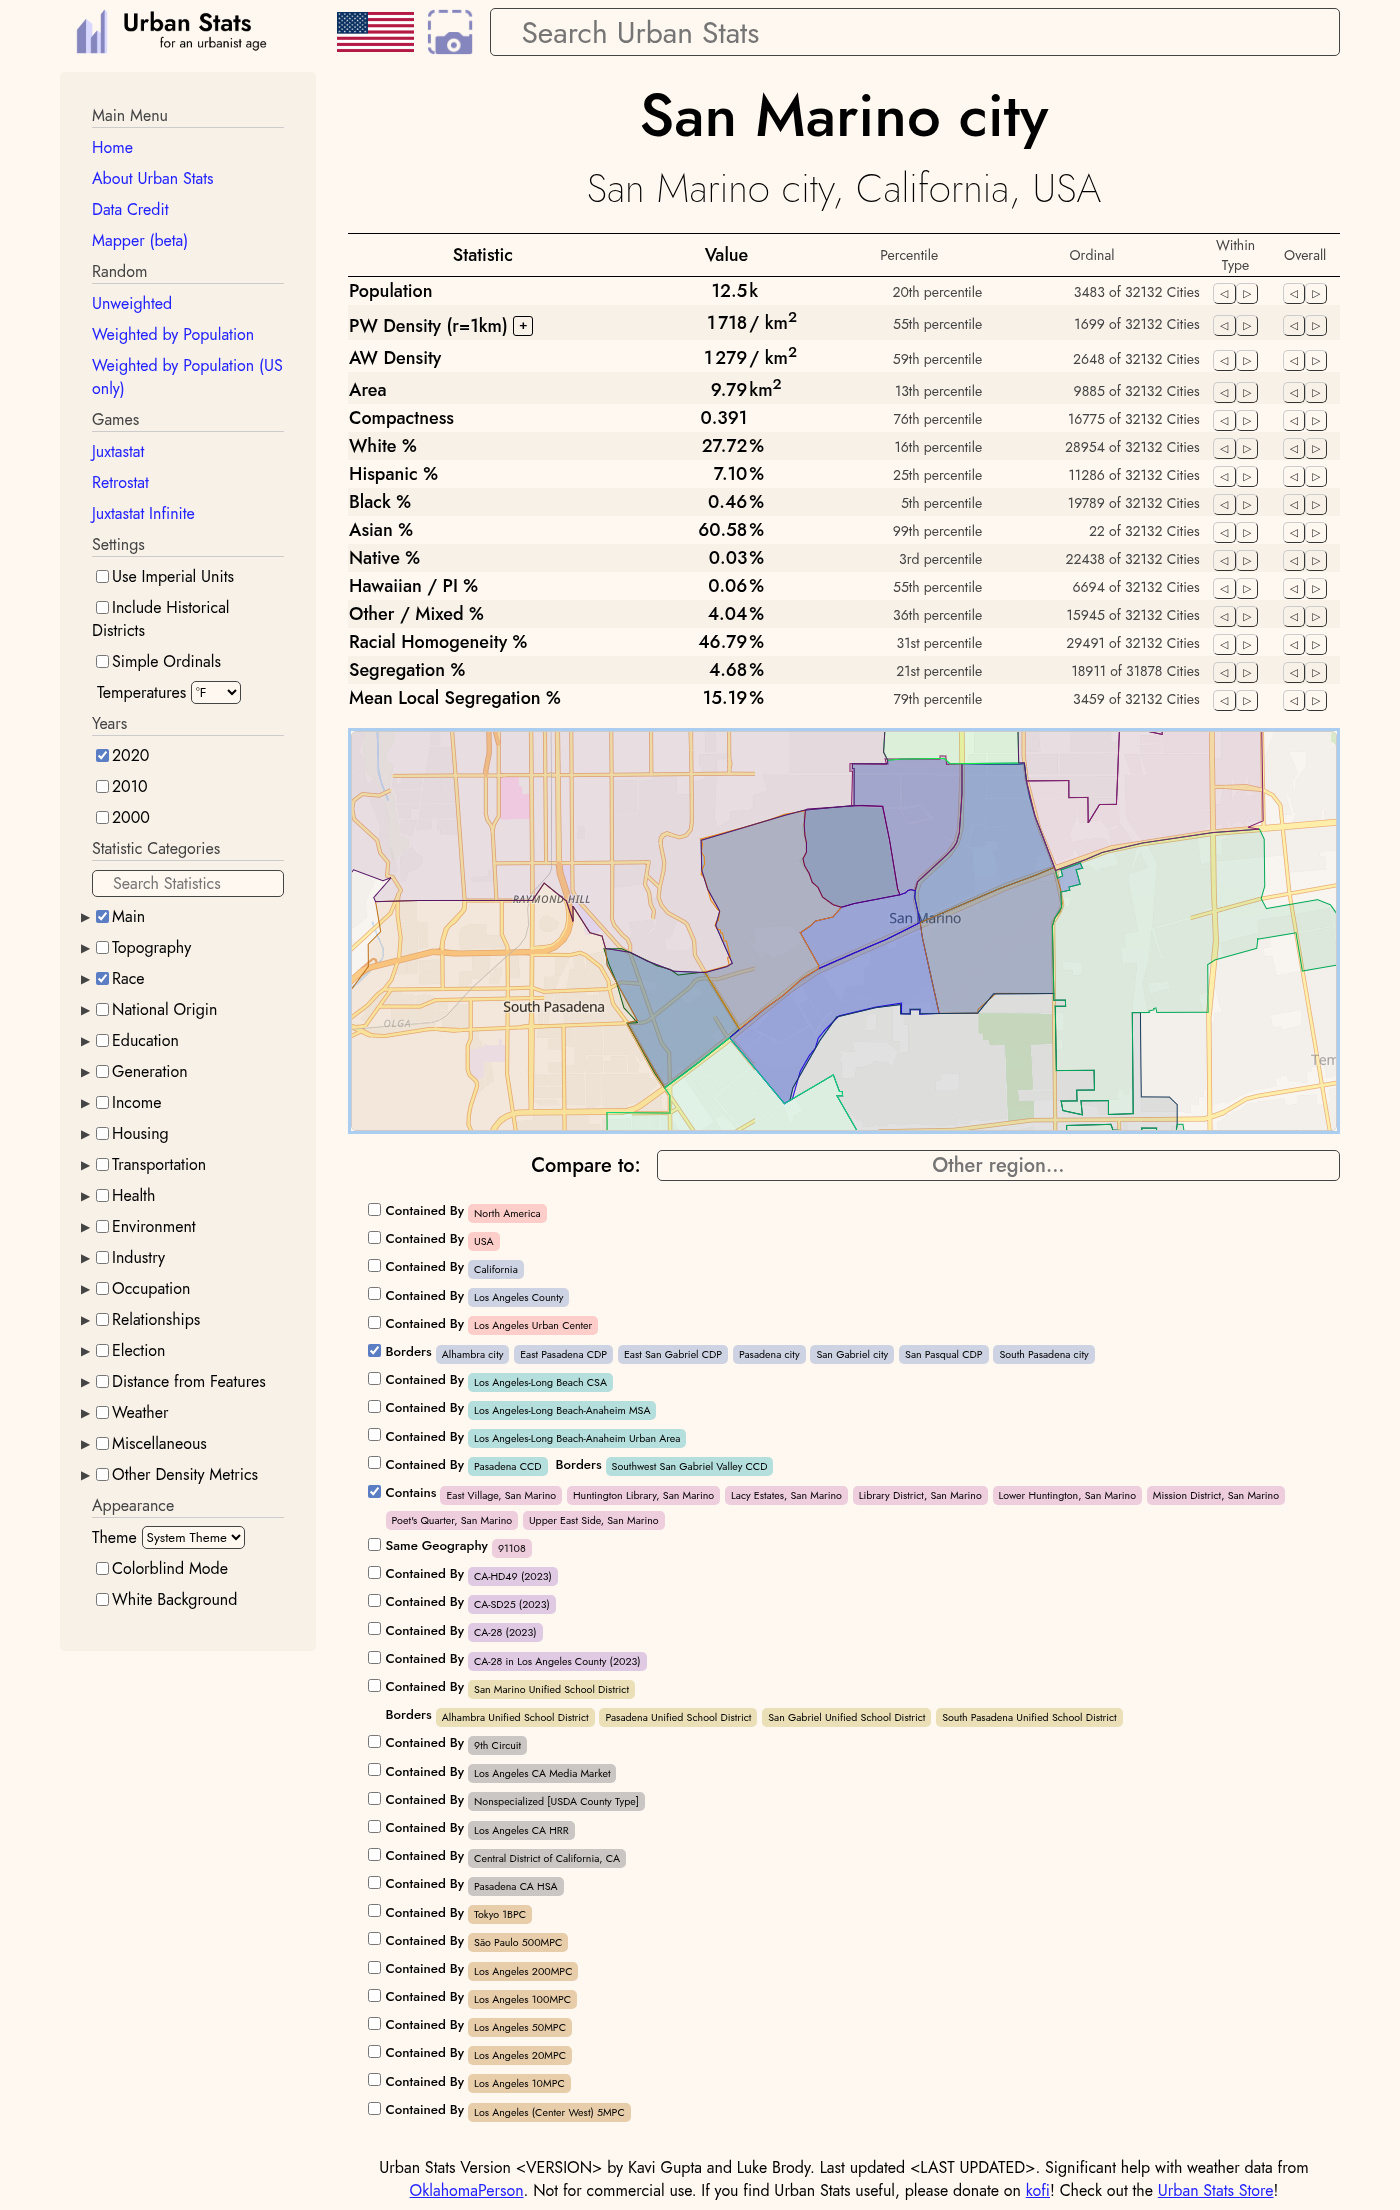 Urban Stats
for an urbanist age
Search Urban Stats
Main Menu
Home
About Urban Stats
Data Credit
Mapper (beta)
Random
Unweighted
Weighted by Population
Weighted by Population (US
only)
Games
Juxtastat
Retrostat
Juxtastat Infinite
Settings
Use Imperial Units
Include Historical
Districts
Simple Ordinals
Temperatures °F
Years
2020
2010
2000
Statistic Categories
Search Statistics
Main
Topography
Race
National Origin
Education
Generation
Income
Housing
Transportation
Health
Environment
Industry
Occupation
Relationships
Election
Distance from Features
Weather
Miscellaneous
Other Density Metrics
Appearance
Theme System Theme
Colorblind Mode
White Background
San Marino city
San Marino city, California, USA
Statistic Value Percentile Ordinal Within Type Overall
Population 12.5 k 20th percentile 3483 of 32132 Cities
PW Density (r=1km) + 1 718 / km2 55th percentile 1699 of 32132 Cities
AW Density 1 279 / km2 59th percentile 2648 of 32132 Cities
Area 9.79 km2 13th percentile 9885 of 32132 Cities
Compactness 0.391 76th percentile 16775 of 32132 Cities
White % 27.72 % 16th percentile 28954 of 32132 Cities
Hispanic % 7.10 % 25th percentile 11286 of 32132 Cities
Black % 0.46 % 5th percentile 19789 of 32132 Cities
Asian % 60.58 % 99th percentile 22 of 32132 Cities
Native % 0.03 % 3rd percentile 22438 of 32132 Cities
Hawaiian / PI % 0.06 % 55th percentile 6694 of 32132 Cities
Other / Mixed % 4.04 % 36th percentile 15945 of 32132 Cities
Racial Homogeneity % 46.79 % 31st percentile 29491 of 32132 Cities
Segregation % 4.68 % 21st percentile 18911 of 31878 Cities
Mean Local Segregation % 15.19 % 79th percentile 3459 of 32132 Cities
RAYMOND HILL
San Marino
South Pasadena
OLGA
Tem
Compare to: Other region...
Contained By North America
Contained By USA
Contained By California
Contained By Los Angeles County
Contained By Los Angeles Urban Center
Borders Alhambra city East Pasadena CDP East San Gabriel CDP Pasadena city San Gabriel city San Pasqual CDP South Pasadena city
Contained By Los Angeles-Long Beach CSA
Contained By Los Angeles-Long Beach-Anaheim MSA
Contained By Los Angeles-Long Beach-Anaheim Urban Area
Contained By Pasadena CCD Borders Southwest San Gabriel Valley CCD
Contains East Village, San Marino Huntington Library, San Marino Lacy Estates, San Marino Library District, San Marino Lower Huntington, San Marino Mission District, San Marino
Poet's Quarter, San Marino Upper East Side, San Marino
Same Geography 91108
Contained By CA-HD49 (2023)
Contained By CA-SD25 (2023)
Contained By CA-28 (2023)
Contained By CA-28 in Los Angeles County (2023)
Contained By San Marino Unified School District
Borders Alhambra Unified School District Pasadena Unified School District San Gabriel Unified School District South Pasadena Unified School District
Contained By 9th Circuit
Contained By Los Angeles CA Media Market
Contained By Nonspecialized [USDA County Type]
Contained By Los Angeles CA HRR
Contained By Central District of California, CA
Contained By Pasadena CA HSA
Contained By Tokyo 1BPC
Contained By São Paulo 500MPC
Contained By Los Angeles 200MPC
Contained By Los Angeles 100MPC
Contained By Los Angeles 50MPC
Contained By Los Angeles 20MPC
Contained By Los Angeles 10MPC
Contained By Los Angeles (Center West) 5MPC
Urban Stats Version <VERSION> by Kavi Gupta and Luke Brody. Last updated <LAST UPDATED>. Significant help with weather data from
OklahomaPerson. Not for commercial use. If you find Urban Stats useful, please donate on kofi! Check out the Urban Stats Store!